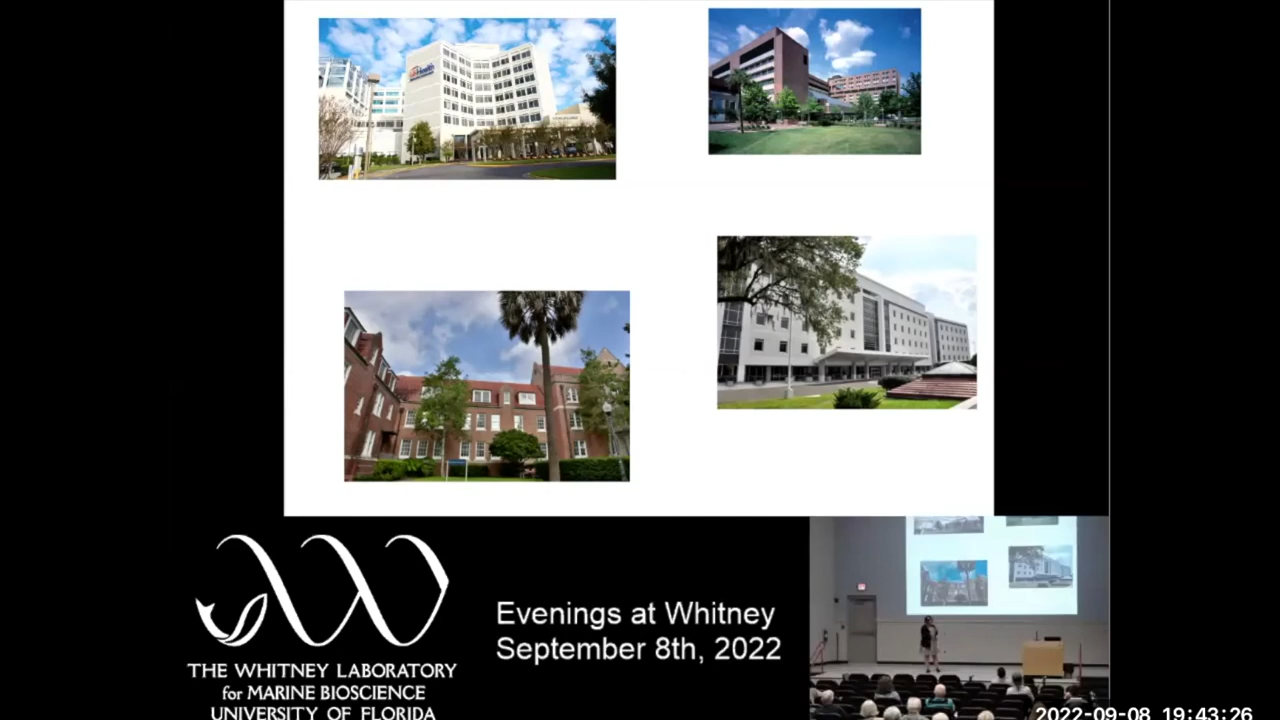 Health
Evenings at Whitney
September 8th, 2022
THE WHITNEY LABORATORY
for MARINE BIOSCIENCE
UNIVERSITY OF FLORIDA
2022-09-08 19:43:26